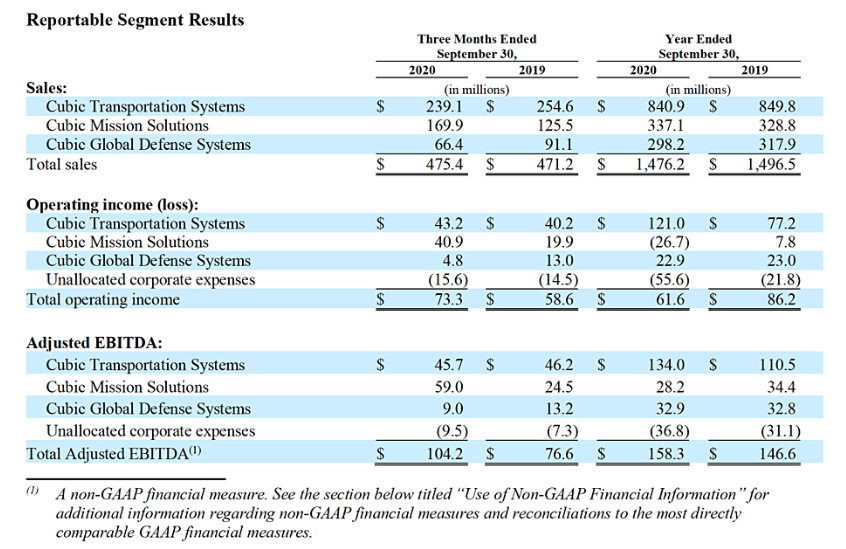 Reportable Segment Results
Three Months Ended Year Ended
September 30, September 30,
2020 2019 2020 2019
Sales: (in millions) (in millions)
Cubic Transportation Systems $ 239.1 $ 254.6 $ 840.9 $ 849.8
Cubic Mission Solutions 169.9 125.5 337.1 328.8
Cubic Global Defense Systems 66.4 91.1 298.2 317.9
Total sales $ 475.4 $ 471.2 $ 1,476.2 $ 1,496.5
Operating income (loss):
Cubic Transportation Systems $ 43.2 $ 40.2 $ 121.0 $ 77.2
Cubic Mission Solutions 40.9 19.9 (26.7) 7.8
Cubic Global Defense Systems 4.8 13.0 22.9 23.0
Unallocated corporate expenses (15.6) (14.5) (55.6) (21.8)
Total operating income $ 73.3 $ 58.6 $ 61.6 $ 86.2
Adjusted EBITDA:
Cubic Transportation Systems $ 45.7 $ 46.2 $ 134.0 $ 110.5
Cubic Mission Solutions 59.0 24.5 28.2 34.4
Cubic Global Defense Systems 9.0 13.2 32.9 32.8
Unallocated corporate expenses (9.5) (7.3) (36.8) (31.1)
Total Adjusted EBITDA(1) $ 104.2 $ 76.6 $ 158.3 $ 146.6
(1) A non-GAAP financial measure. See the section below titled “Use of Non-GAAP Financial Information” for
additional information regarding non-GAAP financial measures and reconciliations to the most directly
comparable GAAP financial measures.